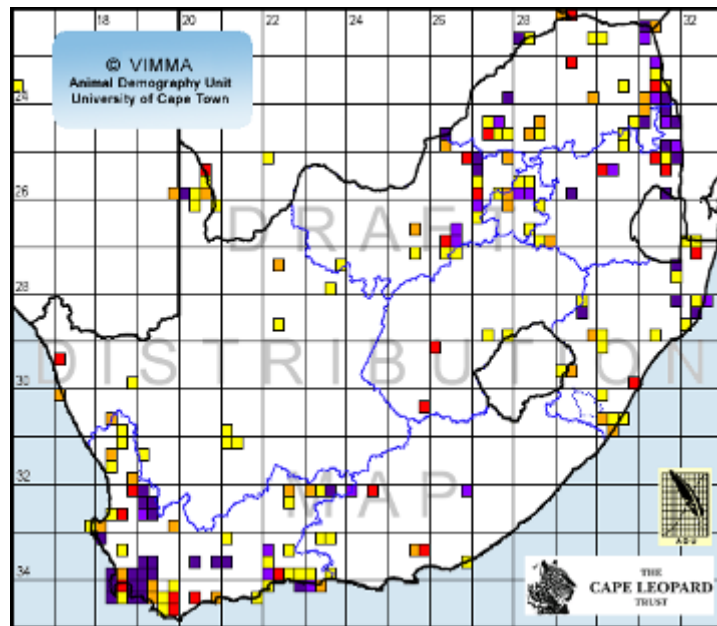 18 20 22 24 26 28 32
© VIMMA
Animal Demography Unit
University of Cape Town
24
26
DRAFT
28
DISTRIBUTION
30
32
MAP
ADU
34
THE
CAPE LEOPARD
TRUST